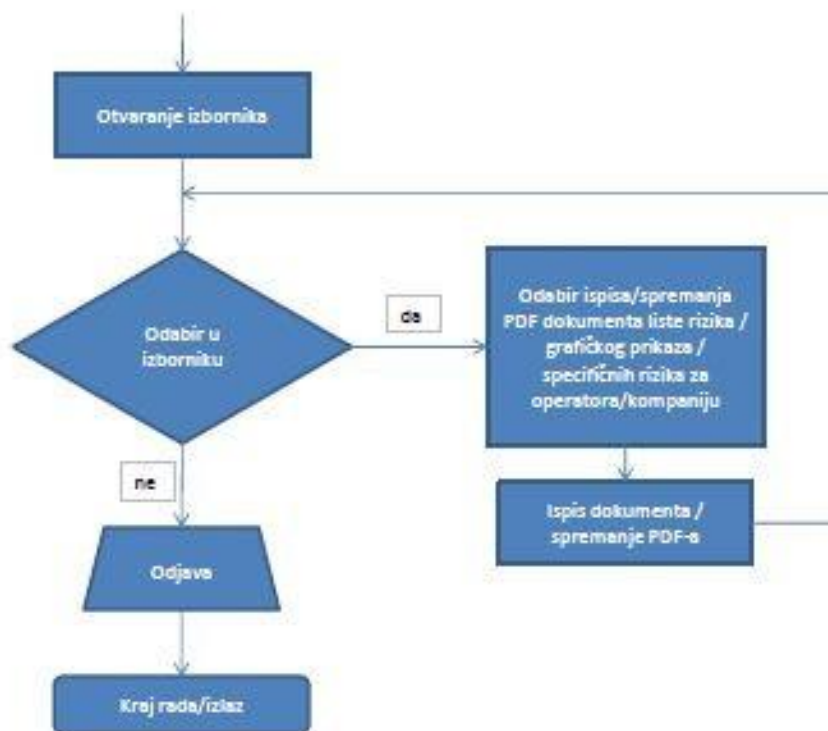 Otvaranje izbornika
Odabir u
izborniku
da
Odabir ispisa/spremanja
PDF dokumenta liste rizika /
grafičkog prikaza /
specifičnih rizika za
operatora/kompaniju
ne
Ispis dokumenta /
spremanje PDF-a
Odjava
Kraj rada/izlaz